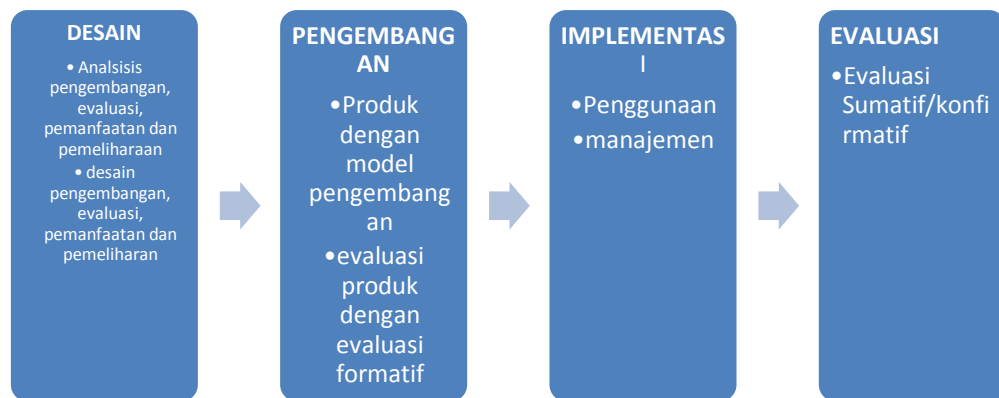 DESAIN
• Analsisis
pengembangan,
evaluasi,
pemanfaatan dan
pemeliharaan
• desain
pengembangan,
evaluasi,
pemanfaatan dan
pemeliharan
PENGEMBANG
AN
•Produk
dengan
model
pengembang
an
•evaluasi
produk
dengan
evaluasi
formatif
IMPLEMENTAS
I
•Penggunaan
•manajemen
EVALUASI
•Evaluasi
Sumatif/konfi
rmatif